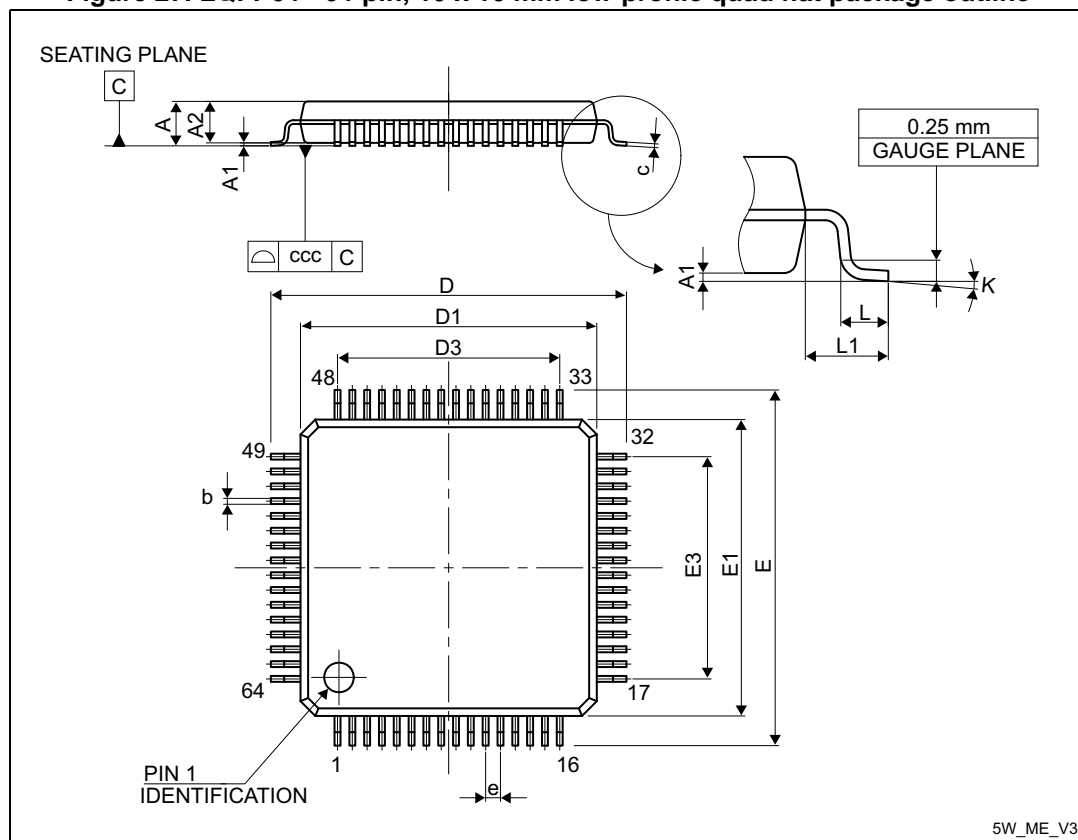 SEATING PLANE
C
A
A2
A1
c
0.25 mm
GAUGE PLANE
ccc C
A1
K
L
L1
D
D1
D3
48
33
49
32
b
E3
E1
E
64
17
PIN 1
IDENTIFICATION
1
16
e
5W_ME_V3